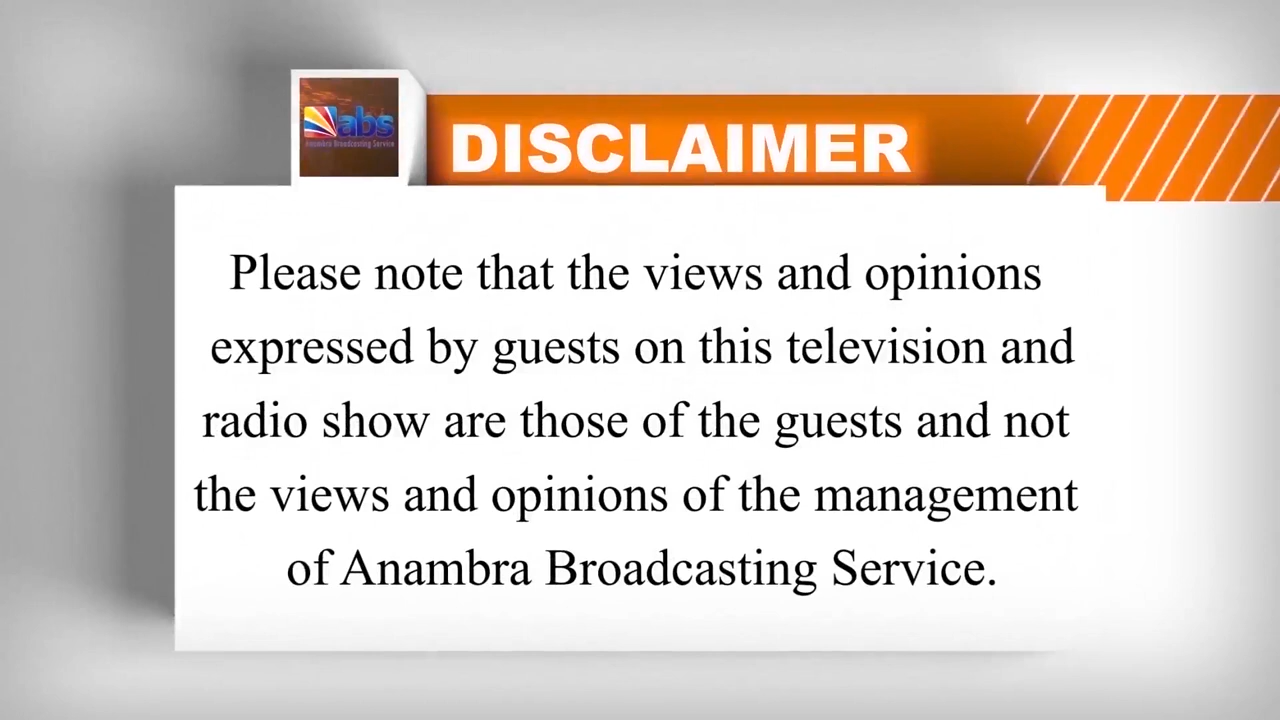 abs
Anambra Broadcasting Service
DISCLAIMER
Please note that the views and opinions
expressed by guests on this television and
radio show are those of the guests and not
the views and opinions of the management
of Anambra Broadcasting Service.